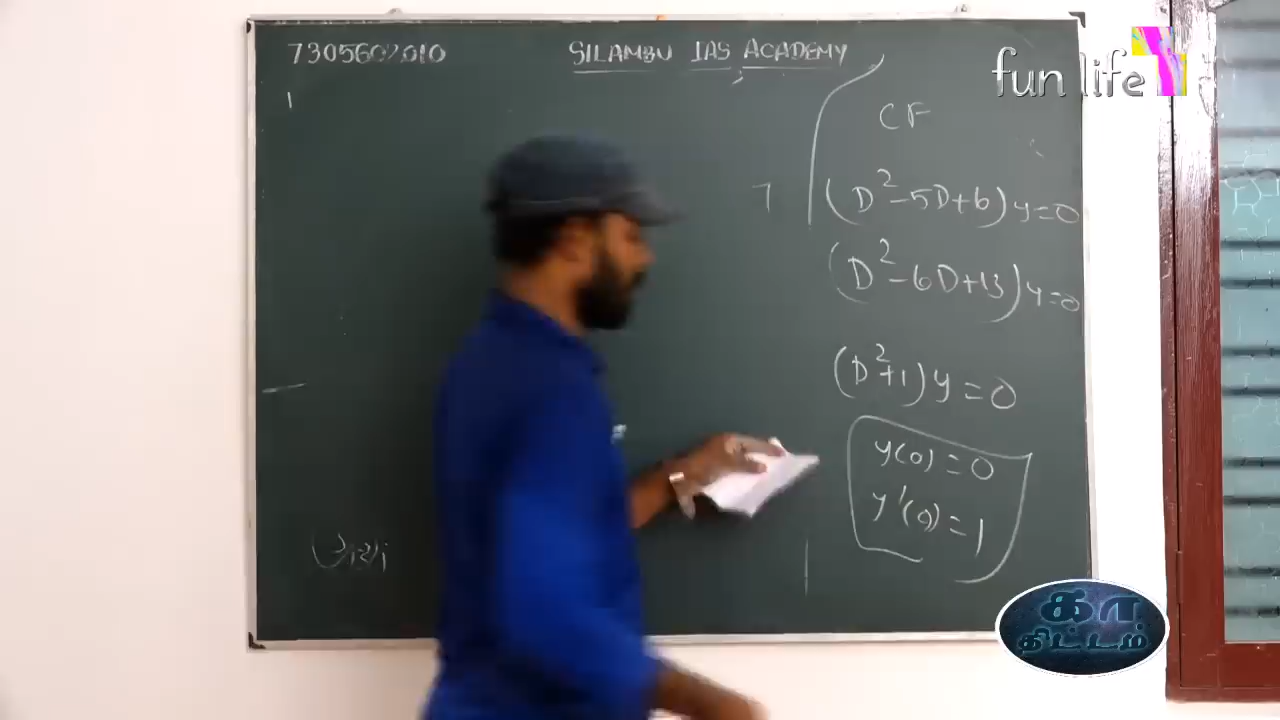 7305602010
SILAMBU IAS ACADEMY
fun life
CF
(D²-5D+6)y=0
(D²-6D+13)y=0
(D²+1)y=0
y(0)=0
y'(0)=1
திட்டம்